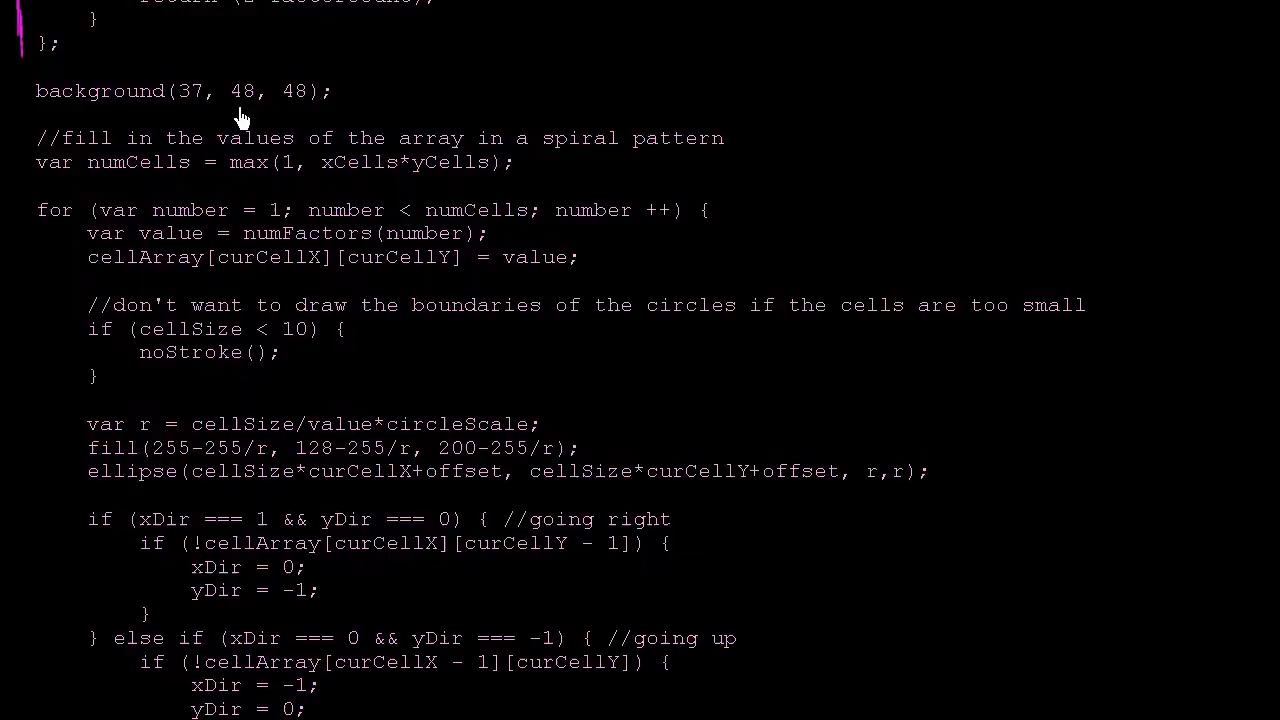 }
};
background(37, 48, 48);
//fill in the values of the array in a spiral pattern
var numCells = max(1, xCells*yCells);
for (var number = 1; number < numCells; number ++) {
var value = numFactors(number);
cellArray[curCellX][curCellY] = value;
//don't want to draw the boundaries of the circles if the cells are too small
if (cellSize < 10) {
noStroke();
}
var r = cellSize/value*circleScale;
fill(255-255/r, 128-255/r, 200-255/r);
ellipse(cellSize*curCellX+offset, cellSize*curCellY+offset, r,r);
if (xDir === 1 && yDir === 0) { //going right
if (!cellArray[curCellX][curCellY - 1]) {
xDir = 0;
yDir = -1;
}
} else if (xDir === 0 && yDir === -1) { //going up
if (!cellArray[curCellX - 1][curCellY]) {
xDir = -1;
yDir = 0;